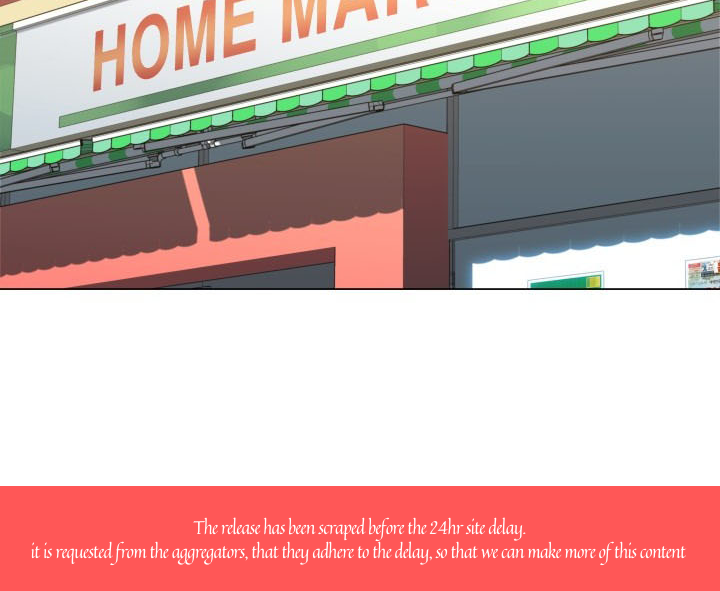 HOME MAR
The release has been scraped before the 24hr site delay.
it is requested from the aggregators, that they adhere to the delay, so that we can make more of this content